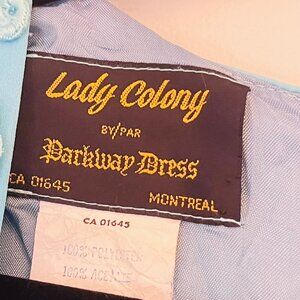 Lady Colony
BY/PAR
Parkway Dress
CA 01645
MONTREAL
CA 01645
100% POLYESTER
100% ACETATE